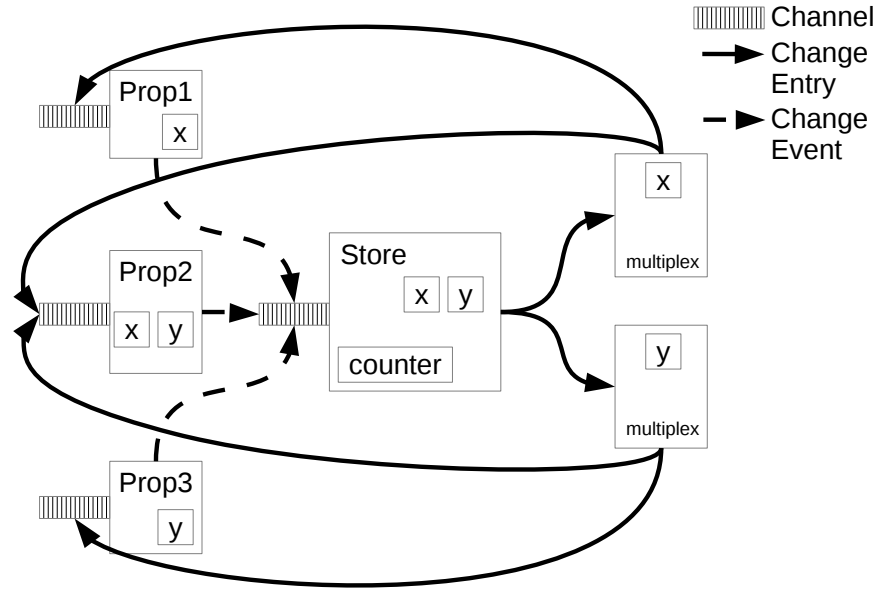 Channel
Change
Entry
Change
Event
Prop1
x
x
multiplex
Store
x y
counter
Prop2
x y
y
multiplex
Prop3
y